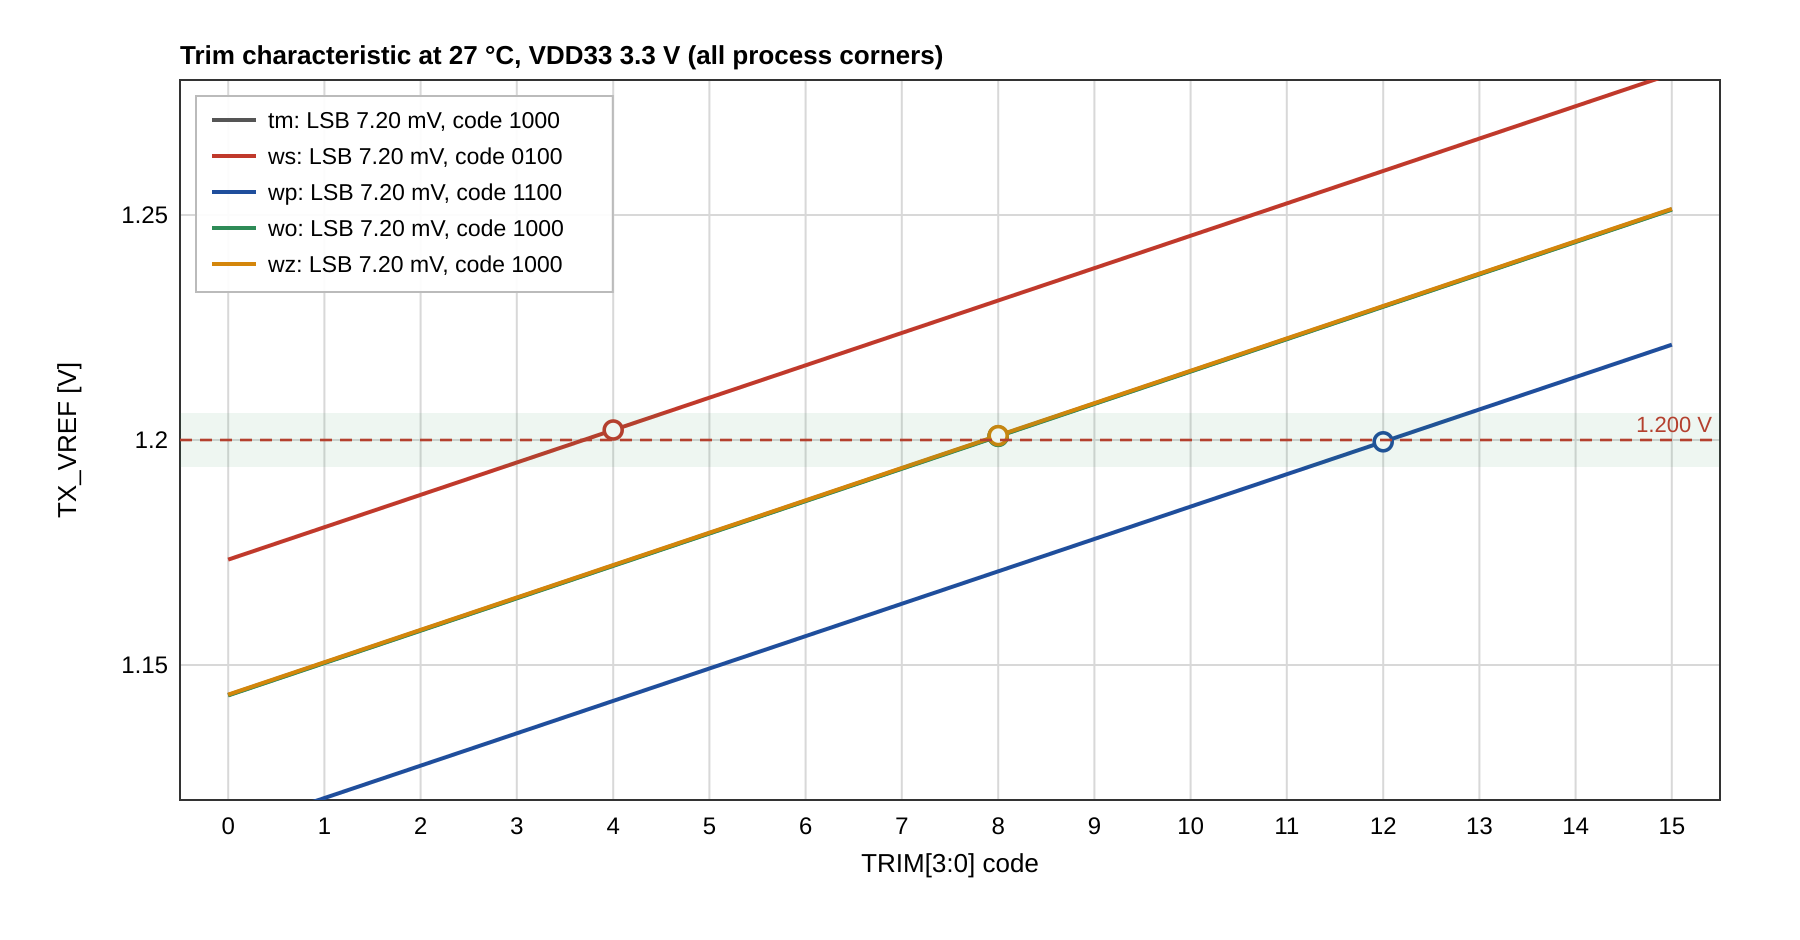 Trim characteristic at 27 °C, VDD33 3.3 V (all process corners)
tm: LSB 7.20 mV, code 1000
ws: LSB 7.20 mV, code 0100
wp: LSB 7.20 mV, code 1100
wo: LSB 7.20 mV, code 1000
wz: LSB 7.20 mV, code 1000
1.25
1.2
1.15
TX_VREF [V]
1.200 V
0 1 2 3 4 5 6 7 8 9 10 11 12 13 14 15
TRIM[3:0] code